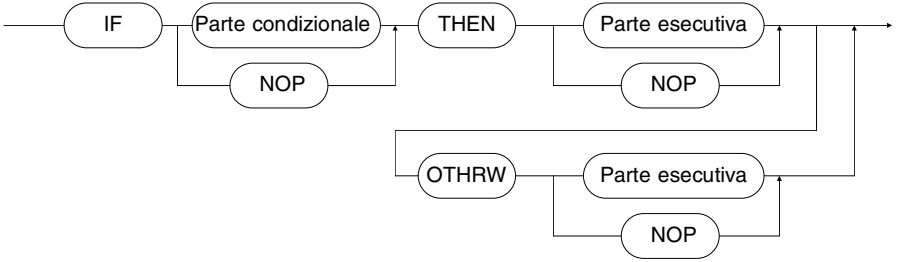 IF Parte condizionale THEN Parte esecutiva
NOP NOP
OTHRW Parte esecutiva
NOP